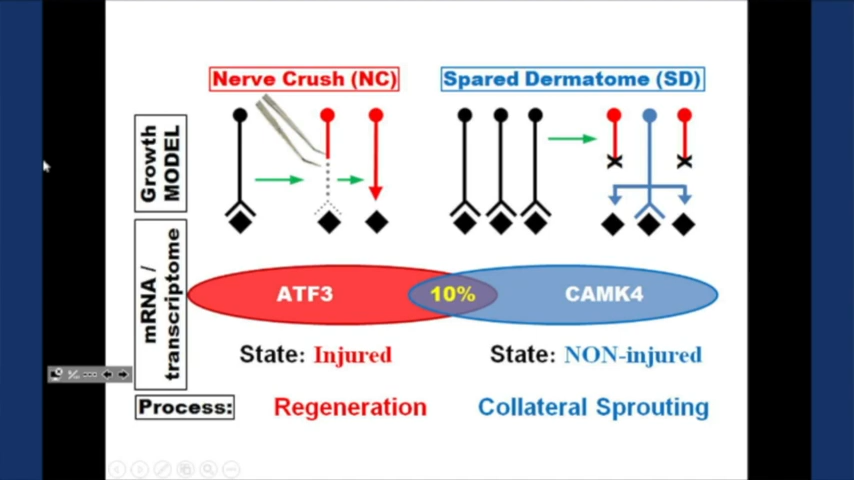 Nerve Crush (NC)
Spared Dermatome (SD)
Growth
MODEL
mRNA /
transcriptome
ATF3
10%
CAMK4
State: Injured
State: NON-injured
Process:
Regeneration
Collateral Sprouting